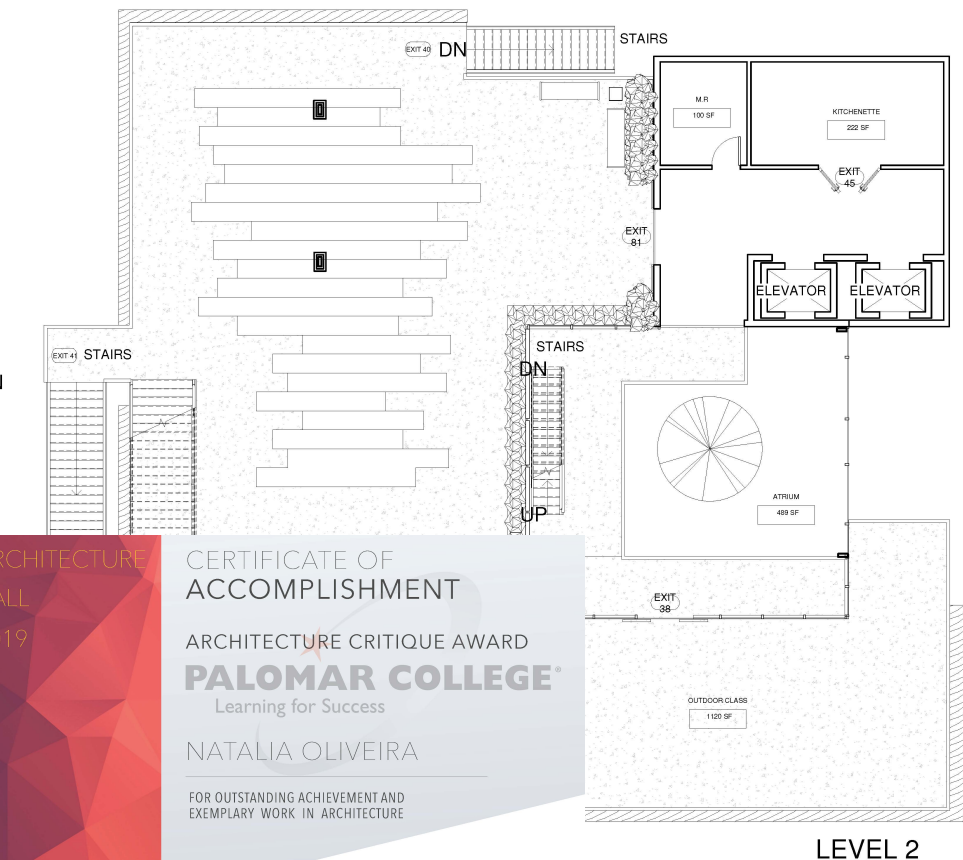 STAIRS
EXIT 40 DN
M.R
100 SF
KITCHENETTE
222 SF
EXIT
45
EXIT
81
ELEVATOR
ELEVATOR
EXIT 41 STAIRS
STAIRS
DN
UP
ATRIUM
489 SF
EXIT
38
OUTDOOR CLASS
1120 SF
LEVEL 2
RCHITECTURE
ALL
19
CERTIFICATE OF
ACCOMPLISHMENT
ARCHITECTURE CRITIQUE AWARD
PALOMAR COLLEGE®
Learning for Success
NATALIA OLIVEIRA
FOR OUTSTANDING ACHIEVEMENT AND
EXEMPLARY WORK IN ARCHITECTURE